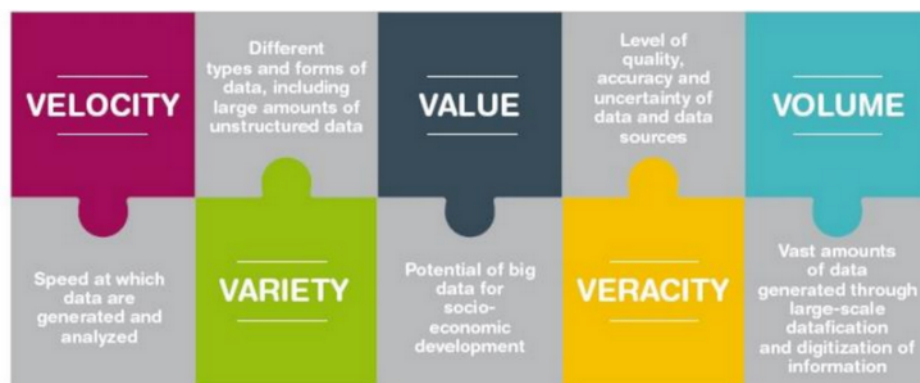 VELOCITY
Speed at which
data are
generated and
analyzed
Different
types and forms of
data, including
large amounts of
unstructured data
VARIETY
VALUE
Potential of big
data for
socio-
economic
development
Level of
quality,
accuracy and
uncertainty of
data and data
sources
VERACITY
VOLUME
Vast amounts
of data
generated through
large-scale
datafication
and digitization of
information